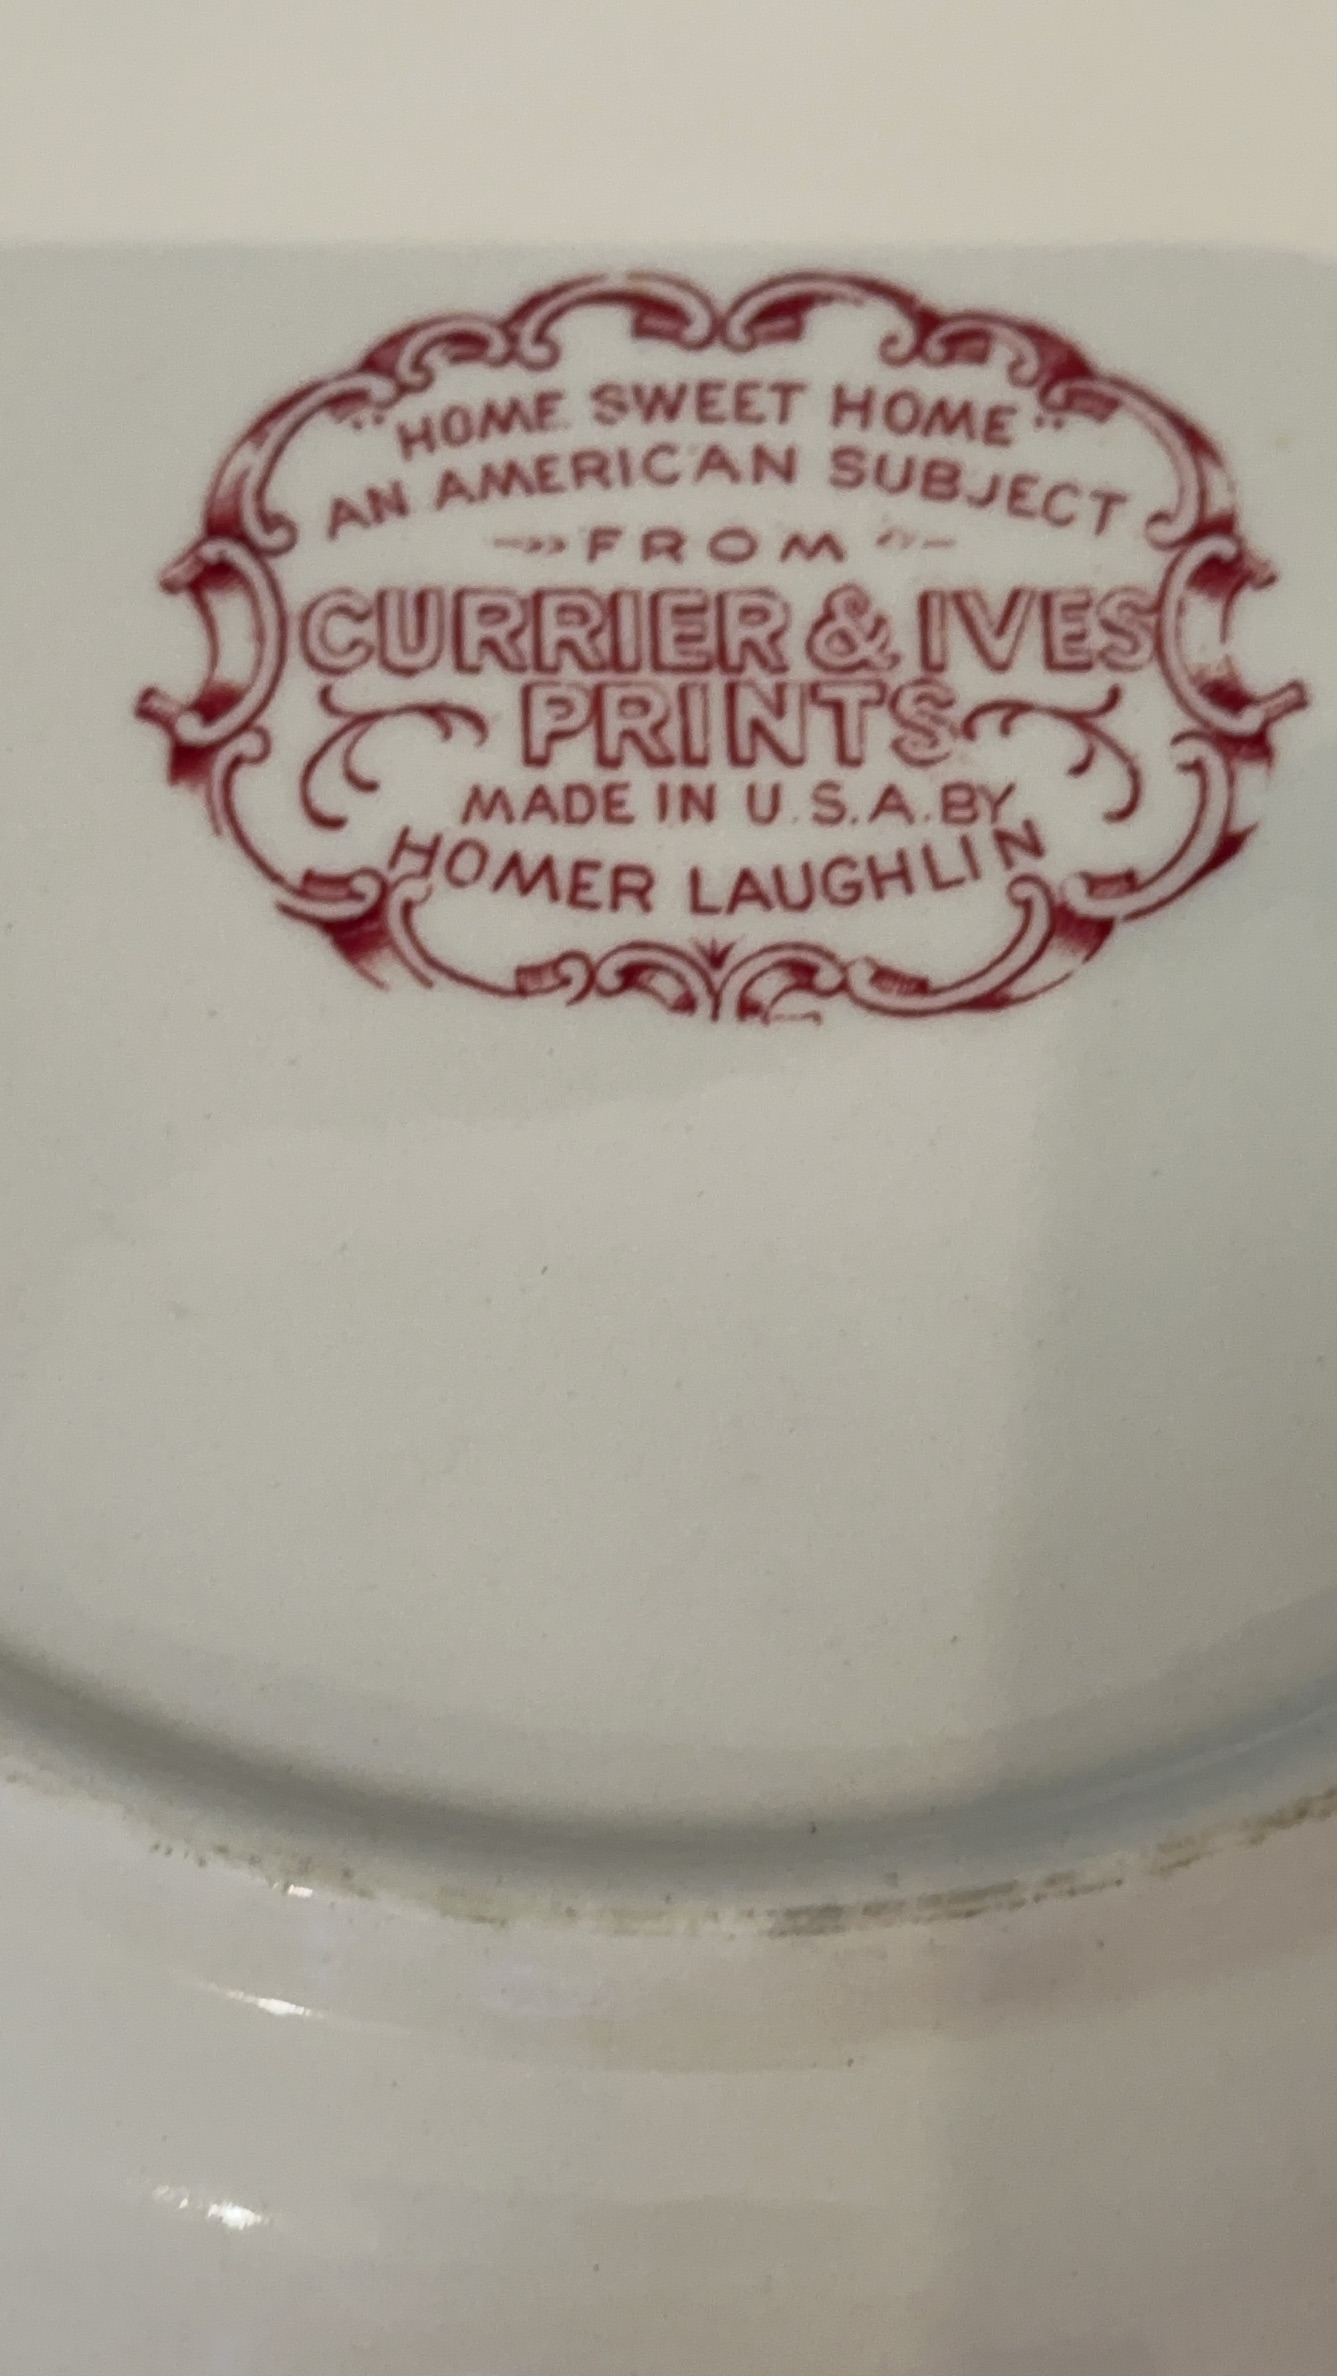 "HOME SWEET HOME"
AN AMERICAN SUBJECT
FROM
CURRIER & IVES
PRINTS
MADE IN U.S.A. BY
HOMER LAUGHLIN